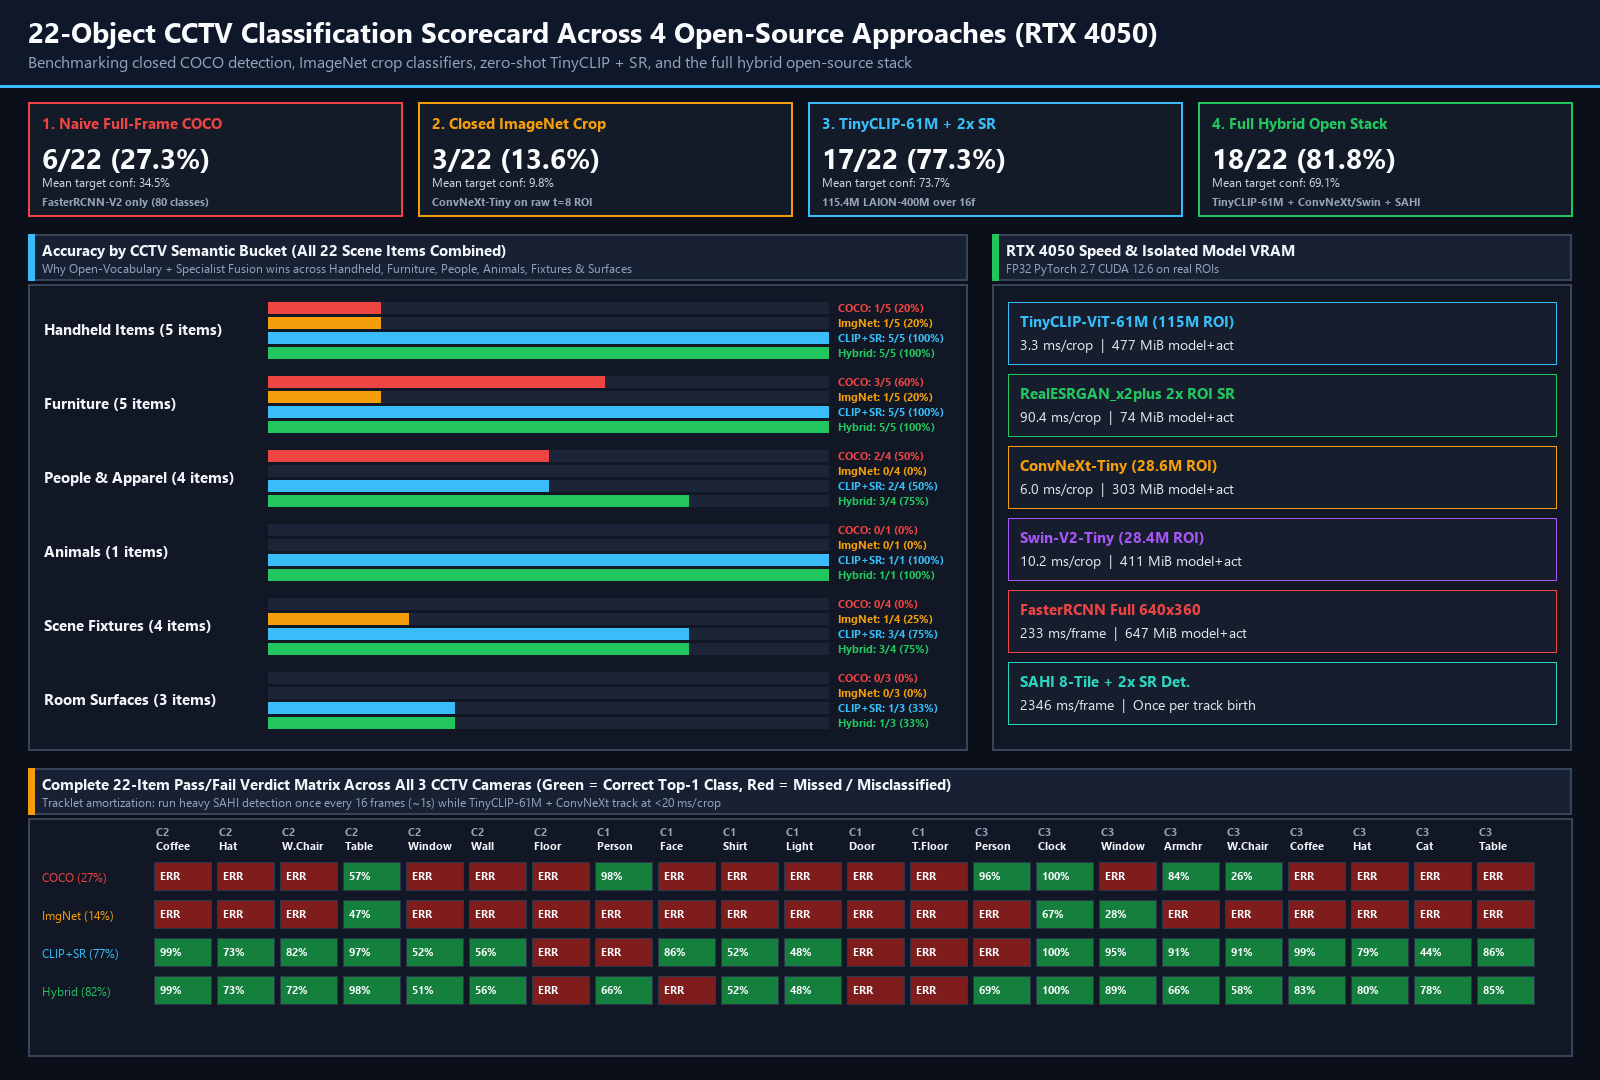 22-Object CCTV Classification Scorecard Across 4 Open-Source Approaches (RTX 4050)
Benchmarking closed COCO detection, ImageNet crop classifiers, zero-shot TinyCLIP + SR, and the full hybrid open-source stack
1. Naive Full-Frame COCO
6/22 (27.3%)
Mean target conf: 34.5%
FasterRCNN-V2 only (80 classes)
2. Closed ImageNet Crop
3/22 (13.6%)
Mean target conf: 9.8%
ConvNeXt-Tiny on raw t=8 ROI
3. TinyCLIP-61M + 2x SR
17/22 (77.3%)
Mean target conf: 73.7%
115.4M LAION-400M over 16f
4. Full Hybrid Open Stack
18/22 (81.8%)
Mean target conf: 69.1%
TinyCLIP-61M + ConvNeXt/Swin + SAHI
Accuracy by CCTV Semantic Bucket (All 22 Scene Items Combined)
Why Open-Vocabulary + Specialist Fusion wins across Handheld, Furniture, People, Animals, Fixtures & Surfaces
Handheld Items (5 items)
COCO: 1/5 (20%)
ImgNet: 1/5 (20%)
CLIP+SR: 5/5 (100%)
Hybrid: 5/5 (100%)
Furniture (5 items)
COCO: 3/5 (60%)
ImgNet: 1/5 (20%)
CLIP+SR: 5/5 (100%)
Hybrid: 5/5 (100%)
People & Apparel (4 items)
COCO: 2/4 (50%)
ImgNet: 0/4 (0%)
CLIP+SR: 2/4 (50%)
Hybrid: 3/4 (75%)
Animals (1 items)
COCO: 0/1 (0%)
ImgNet: 0/1 (0%)
CLIP+SR: 1/1 (100%)
Hybrid: 1/1 (100%)
Scene Fixtures (4 items)
COCO: 0/4 (0%)
ImgNet: 1/4 (25%)
CLIP+SR: 3/4 (75%)
Hybrid: 3/4 (75%)
Room Surfaces (3 items)
COCO: 0/3 (0%)
ImgNet: 0/3 (0%)
CLIP+SR: 1/3 (33%)
Hybrid: 1/3 (33%)
RTX 4050 Speed & Isolated Model VRAM
FP32 PyTorch 2.7 CUDA 12.6 on real ROIs
TinyCLIP-ViT-61M (115M ROI)
3.3 ms/crop | 477 MiB model+act
RealESRGAN_x2plus 2x ROI SR
90.4 ms/crop | 74 MiB model+act
ConvNeXt-Tiny (28.6M ROI)
6.0 ms/crop | 303 MiB model+act
Swin-V2-Tiny (28.4M ROI)
10.2 ms/crop | 411 MiB model+act
FasterRCNN Full 640x360
233 ms/frame | 647 MiB model+act
SAHI 8-Tile + 2x SR Det.
2346 ms/frame | Once per track birth
Complete 22-Item Pass/Fail Verdict Matrix Across All 3 CCTV Cameras (Green = Correct Top-1 Class, Red = Missed / Misclassified)
Tracklet amortization: run heavy SAHI detection once every 16 frames (~1s) while TinyCLIP-61M + ConvNeXt track at <20 ms/crop
C2 C2 C2 C2 C2 C2 C2 C1 C1 C1 C1 C1 C1 C3 C3 C3 C3 C3 C3 C3 C3 C3
Coffee Hat W.Chair Table Window Wall Floor Person Face Shirt Light Door T.Floor Person Clock Window Armchr W.Chair Coffee Hat Cat Table
COCO (27%) ERR ERR ERR 57% ERR ERR ERR 98% ERR ERR ERR ERR ERR 96% 100% ERR 84% 26% ERR ERR ERR ERR
ImgNet (14%) ERR ERR ERR 47% ERR ERR ERR ERR ERR ERR ERR ERR ERR ERR 67% 28% ERR ERR ERR ERR ERR ERR
CLIP+SR (77%) 99% 73% 82% 97% 52% 56% ERR ERR 86% 52% 48% ERR ERR ERR 100% 95% 91% 91% 99% 79% 44% 86%
Hybrid (82%) 99% 73% 72% 98% 51% 56% ERR 66% ERR 52% 48% ERR ERR 69% 100% 89% 66% 58% 83% 80% 78% 85%